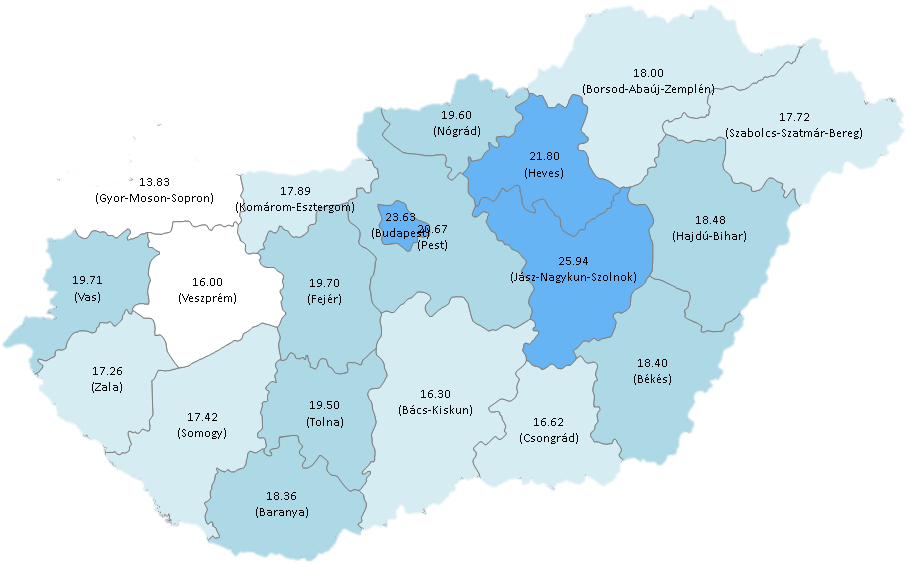 18.00
(Borsod-Abaúj-Zemplén)
19.60
(Nógrád)
17.72
(Szabolcs-Szatmár-Bereg)
21.80
(Heves)
13.83
(Gyor-Moson-Sopron)
17.89
(Komárom-Esztergom)
23.63
(Budapest)
20.67
(Pest)
18.48
(Hajdú-Bihar)
25.94
(Jász-Nagykun-Szolnok)
19.71
(Vas)
16.00
(Veszprém)
19.70
(Fejér)
18.40
(Békés)
17.26
(Zala)
16.30
(Bács-Kiskun)
19.50
(Tolna)
17.42
(Somogy)
16.62
(Csongrád)
18.36
(Baranya)